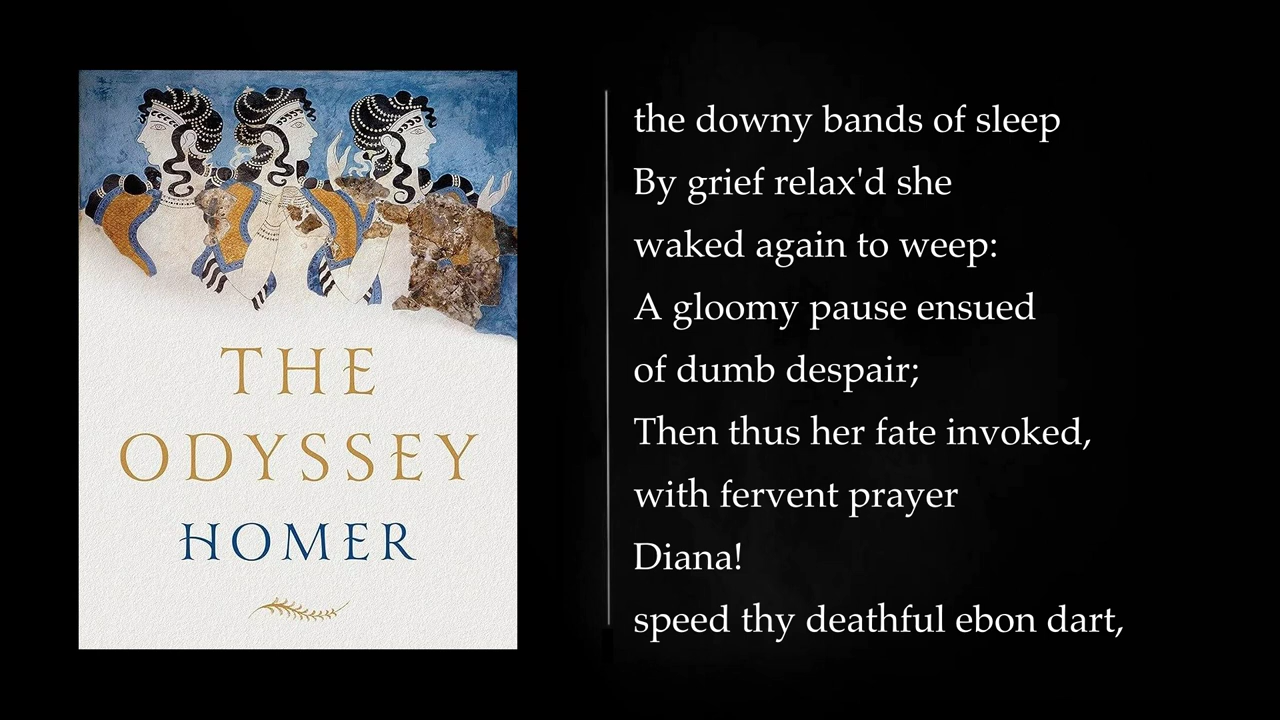 THE
ODYSSEY
HOMER
the downy bands of sleep
By grief relax'd she
waked again to weep:
A gloomy pause ensued
of dumb despair;
Then thus her fate invoked,
with fervent prayer
Diana!
speed thy deathful ebon dart,